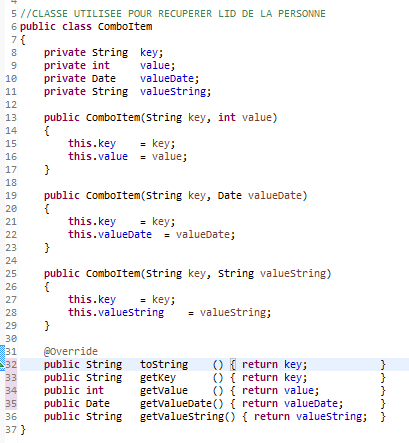 4
5 //CLASSE UTILISEE POUR RECUPERER LID DE LA PERSONNE
6 public class ComboItem
7 {
8     private String  key;
9     private int     value;
10     private Date    valueDate;
11     private String  valueString;
12
13     public ComboItem(String key, int value)
14     {
15         this.key    = key;
16         this.value  = value;
17     }
18
19     public ComboItem(String key, Date valueDate)
20     {
21         this.key    = key;
22         this.valueDate  = valueDate;
23     }
24
25     public ComboItem(String key, String valueString)
26     {
27         this.key    = key;
28         this.valueString    = valueString;
29     }
30
31     @Override
32     public String   toString    () { return key;            }
33     public String   getKey      () { return key;            }
34     public int      getValue    () { return value;          }
35     public Date     getValueDate() { return valueDate;      }
36     public String   getValueString() { return valueString;  }
37 }